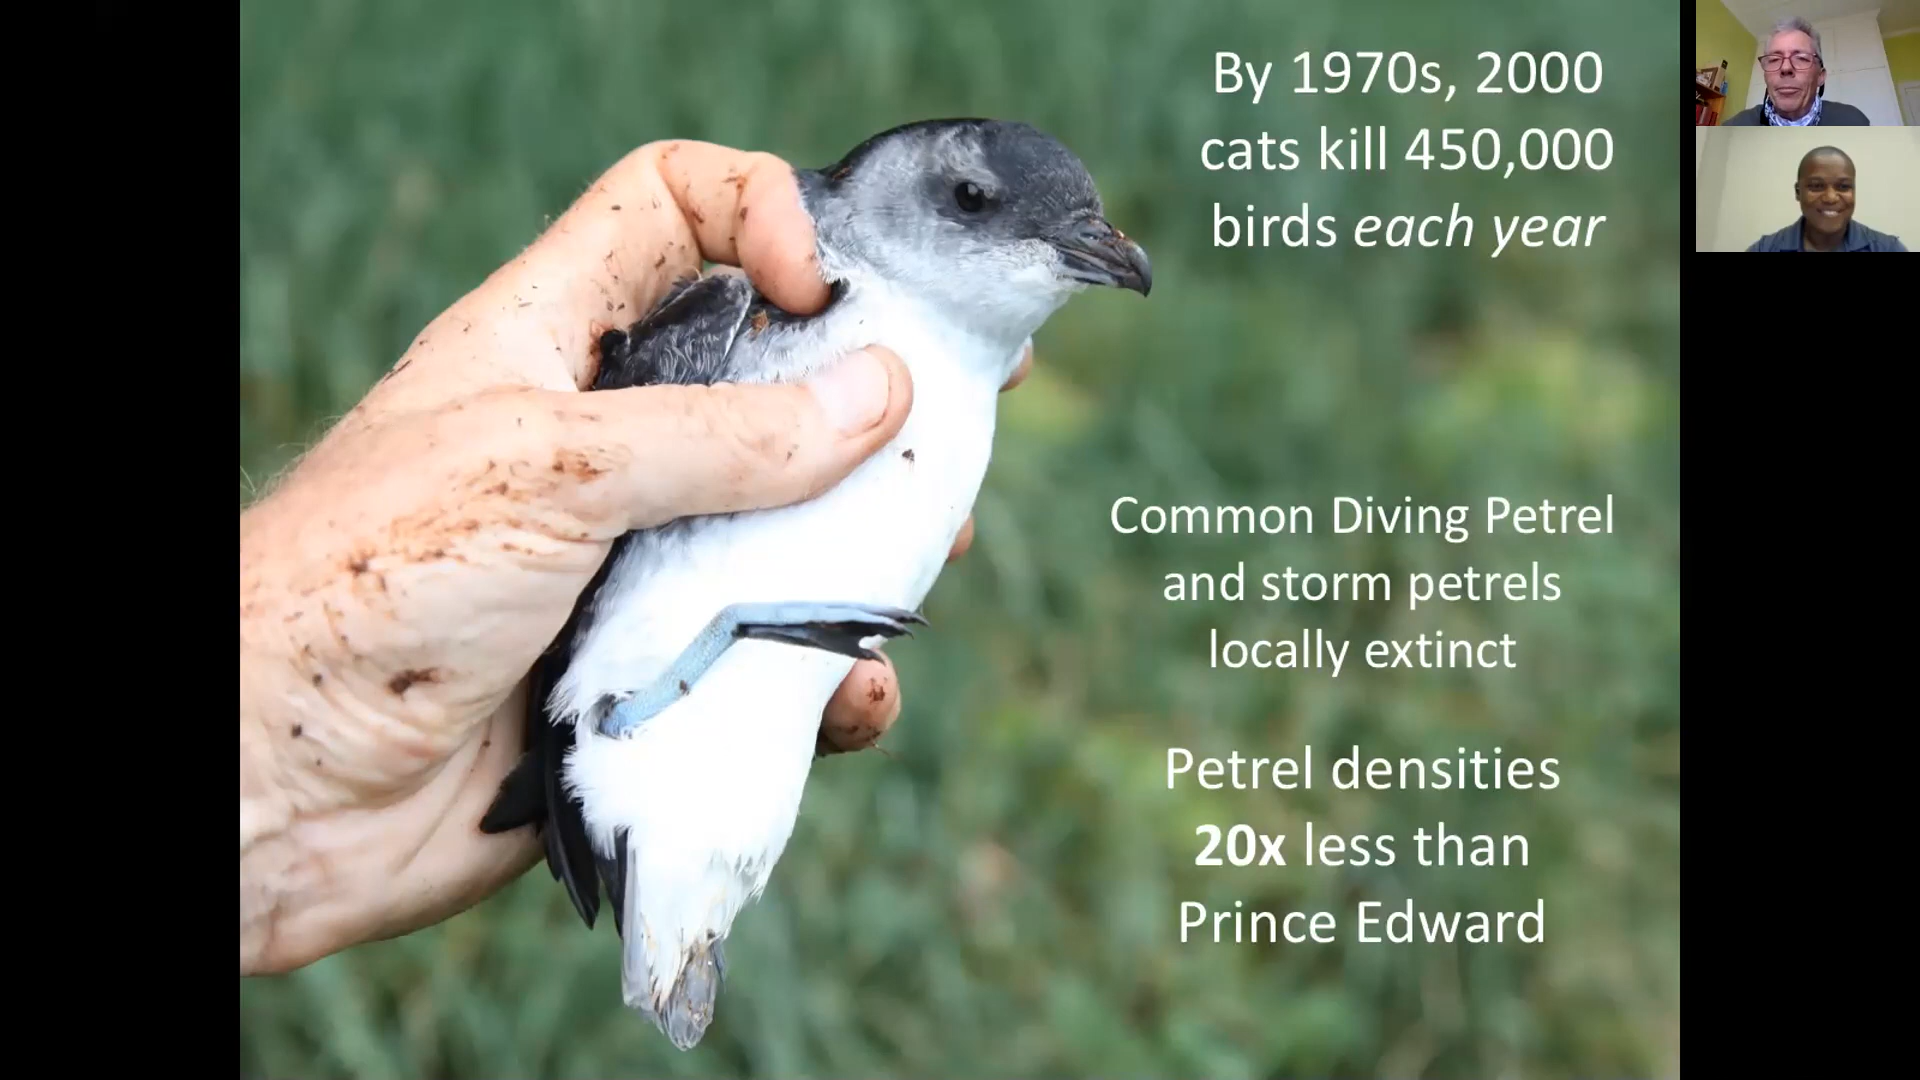 By 1970s, 2000
cats kill 450,000
birds each year
Common Diving Petrel
and storm petrels
locally extinct
Petrel densities
20x less than
Prince Edward